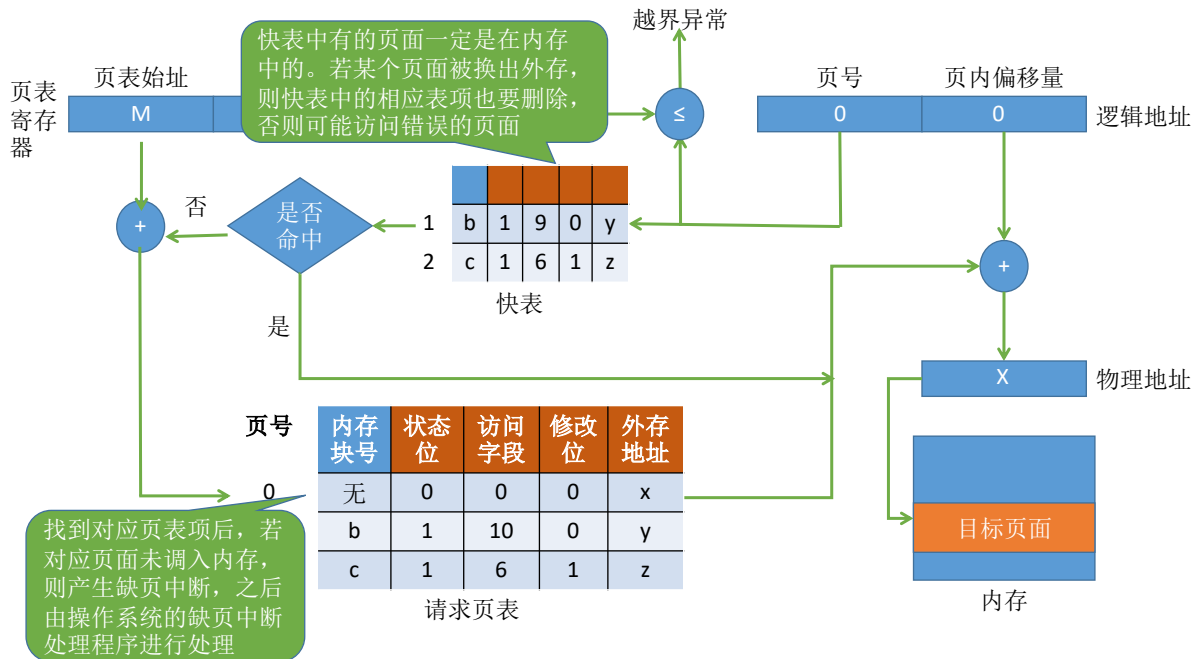 越界异常
快表中有的页面一定是在内存
中的。若某个页面被换出外存，
则快表中的相应表项也要删除，
否则可能访问错误的页面
页表始址
页号
页内偏移量
页表
寄存
器
M
≤
0
0
逻辑地址
否
+
是否
命中
1
b 1 9 0 y
2
c 1 6 1 z
快表
+
是
X
物理地址
页号
内存
块号
状态
位
访问
字段
修改
位
外存
地址
0
无 0 0 0 x
b 1 10 0 y
c 1 6 1 z
请求页表
找到对应页表项后，若
对应页面未调入内存，
则产生缺页中断，之后
由操作系统的缺页中断
处理程序进行处理
目标页面
内存